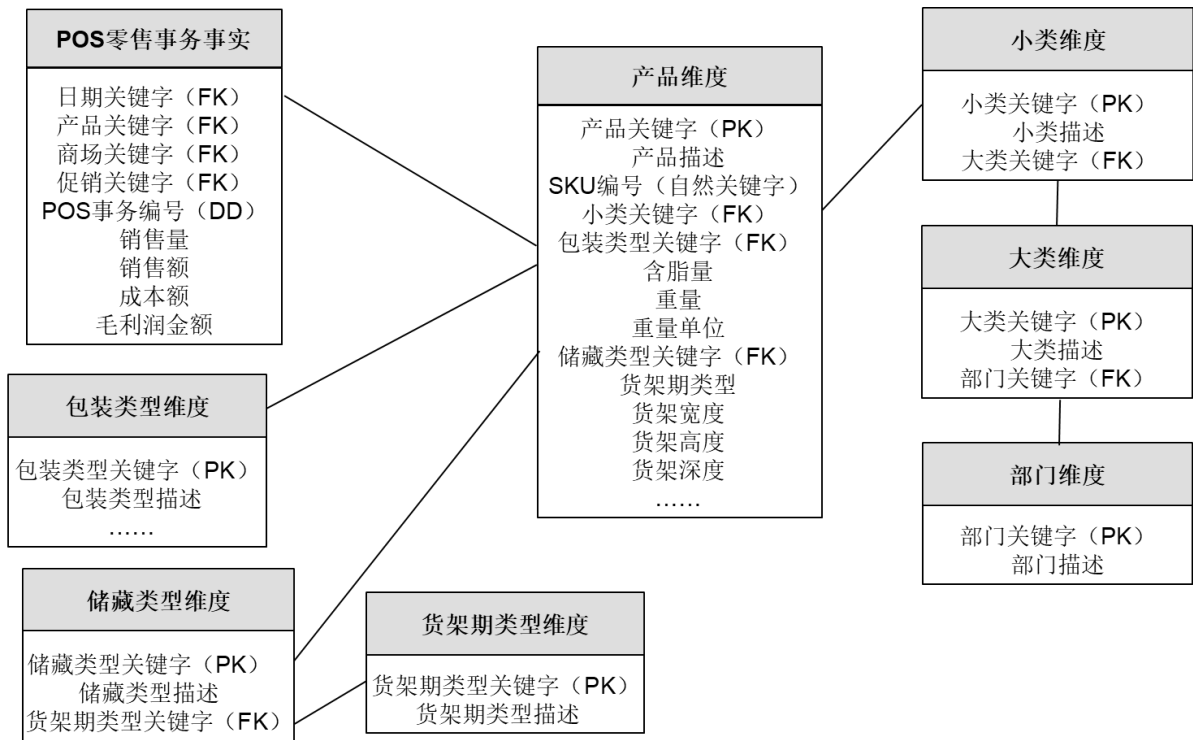 POS零售事务事实
日期关键字（FK）
产品关键字（FK）
商场关键字（FK）
促销关键字（FK）
POS事务编号（DD）
销售量
销售额
成本额
毛利润金额
包装类型维度
包装类型关键字（PK）
包装类型描述
……
储藏类型维度
储藏类型关键字（PK）
储藏类型描述
货架期类型关键字（FK）
货架期类型维度
货架期类型关键字（PK）
货架期类型描述
产品维度
产品关键字（PK）
产品描述
SKU编号（自然关键字）
小类关键字（FK）
包装类型关键字（FK）
含脂量
重量
重量单位
储藏类型关键字（FK）
货架期类型
货架宽度
货架高度
货架深度
……
小类维度
小类关键字（PK）
小类描述
大类关键字（FK）
大类维度
大类关键字（PK）
大类描述
部门关键字（FK）
部门维度
部门关键字（PK）
部门描述